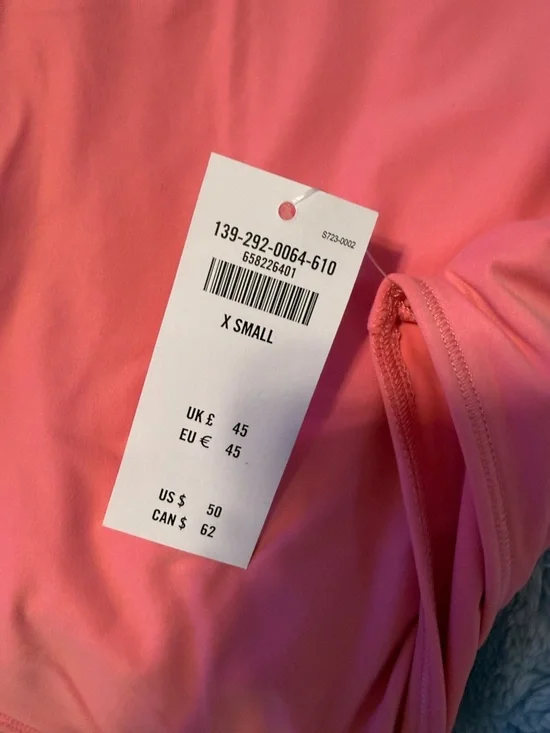 S723-0002
139-292-0064-610
658226401
X SMALL
UK £ 45
EU € 45
US $ 50
CAN $ 62